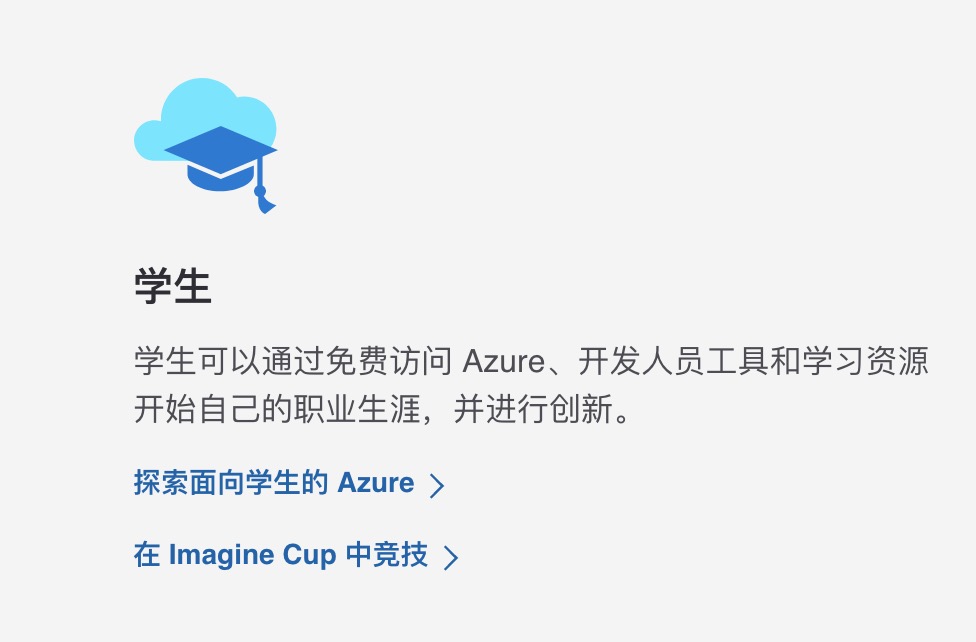 学生
学生可以通过免费访问 Azure、开发人员工具和学习资源
开始自己的职业生涯，并进行创新。
探索面向学生的 Azure
在 Imagine Cup 中竞技